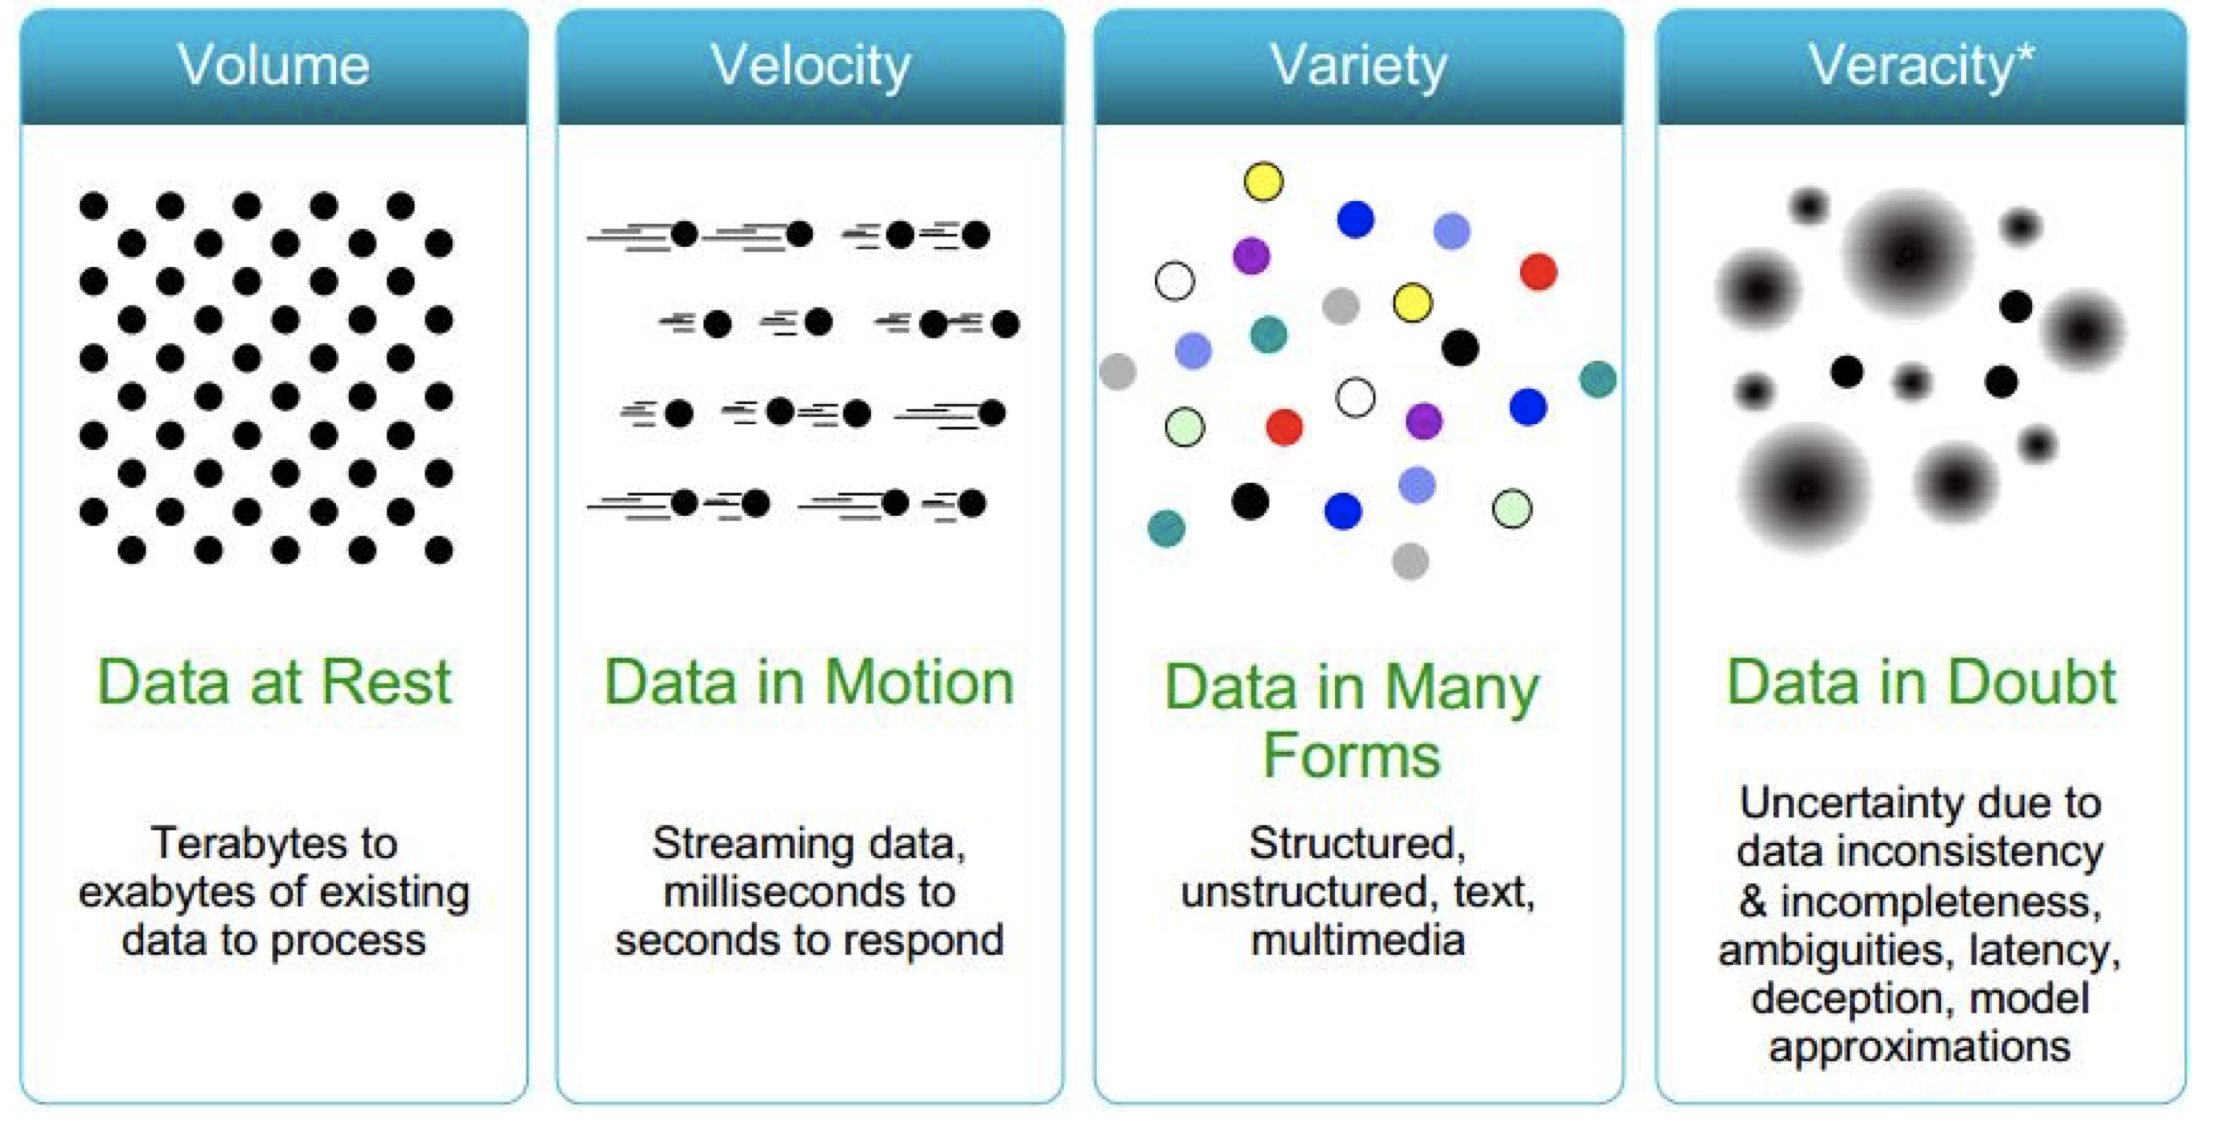 Volume
Data at Rest
Terabytes to
exabytes of existing
data to process
Velocity
Data in Motion
Streaming data,
milliseconds to
seconds to respond
Variety
Data in Many
Forms
Structured,
unstructured, text,
multimedia
Veracity*
Data in Doubt
Uncertainty due to
data inconsistency
& incompleteness,
ambiguities, latency,
deception, model
approximations